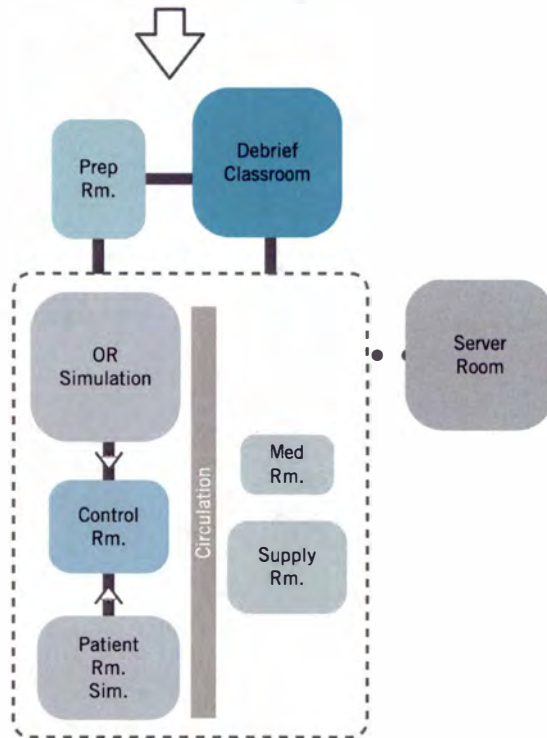 Prep
Rm.
Debrief
Classroom
OR
Simulation
Server
Room
Med
Rm.
Control
Rm.
Circulation
Supply
Rm.
Patient
Rm.
Sim.